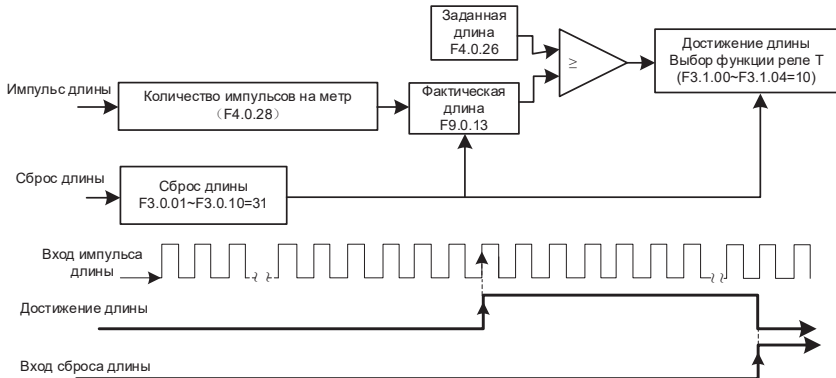 Заданная
длина
F4.0.26
Достижение длины
Выбор функции реле T
(F3.1.00~F3.1.04=10)
≥
Импульс длины
Количество импульсов на метр
（F4.0.28）
Фактическая
длина
F9.0.13
Сброс длины
Сброс длины
F3.0.01~F3.0.10=31
Вход импульса
длины
Достижение длины
Вход сброса длины